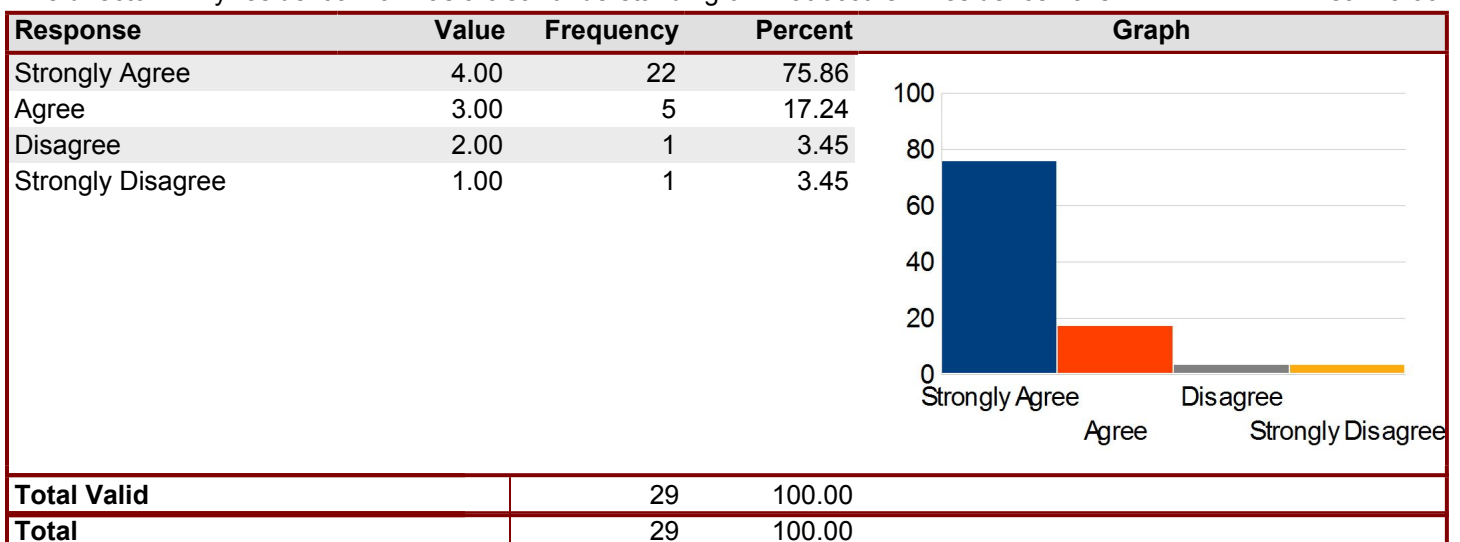 Response Value Frequency Percent Graph
Strongly Agree 4.00 22 75.86
Agree 3.00 5 17.24
Disagree 2.00 1 3.45
Strongly Disagree 1.00 1 3.45
100
80
60
40
20
0
Strongly Agree Disagree
Agree Strongly Disagree
Total Valid 29 100.00
Total 29 100.00